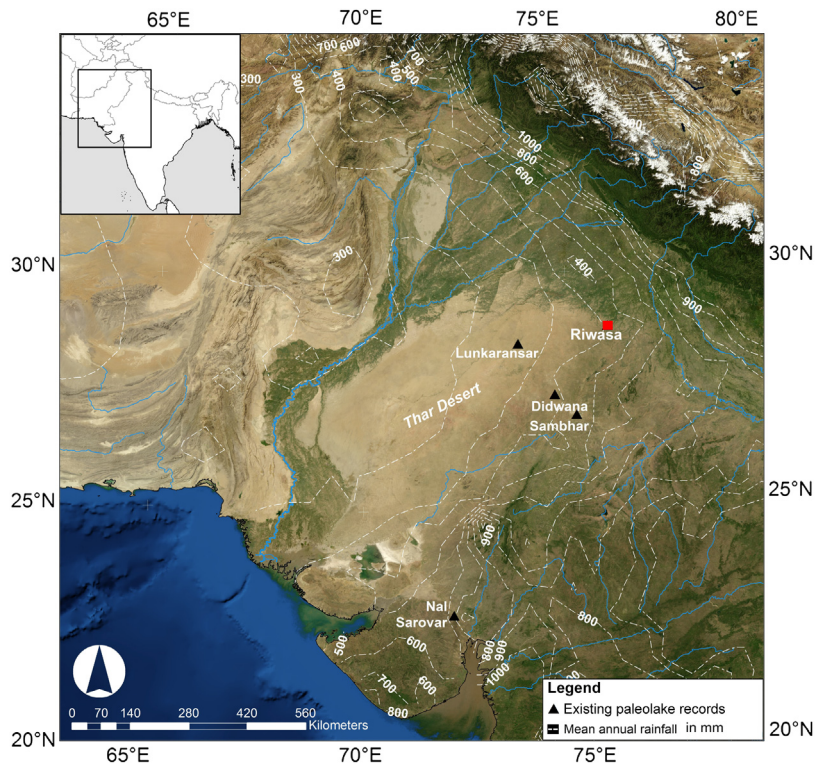 65°E 70°E 75°E 80°E
700
600
700
400
500
300
300
400
1000
800
600
800
30°N
30°N
300
400
900
Riwasa
Lunkaransar
Thar Desert
Didwana
Sambhar
25°N
25°N
900
Nal
Sarovar
500
600
800
900
1000
800
700
600
800
Legend
Existing paleolake records
Mean annual rainfall in mm
0 70 140 280 420 560
Kilometers
20°N
20°N
65°E 70°E 75°E